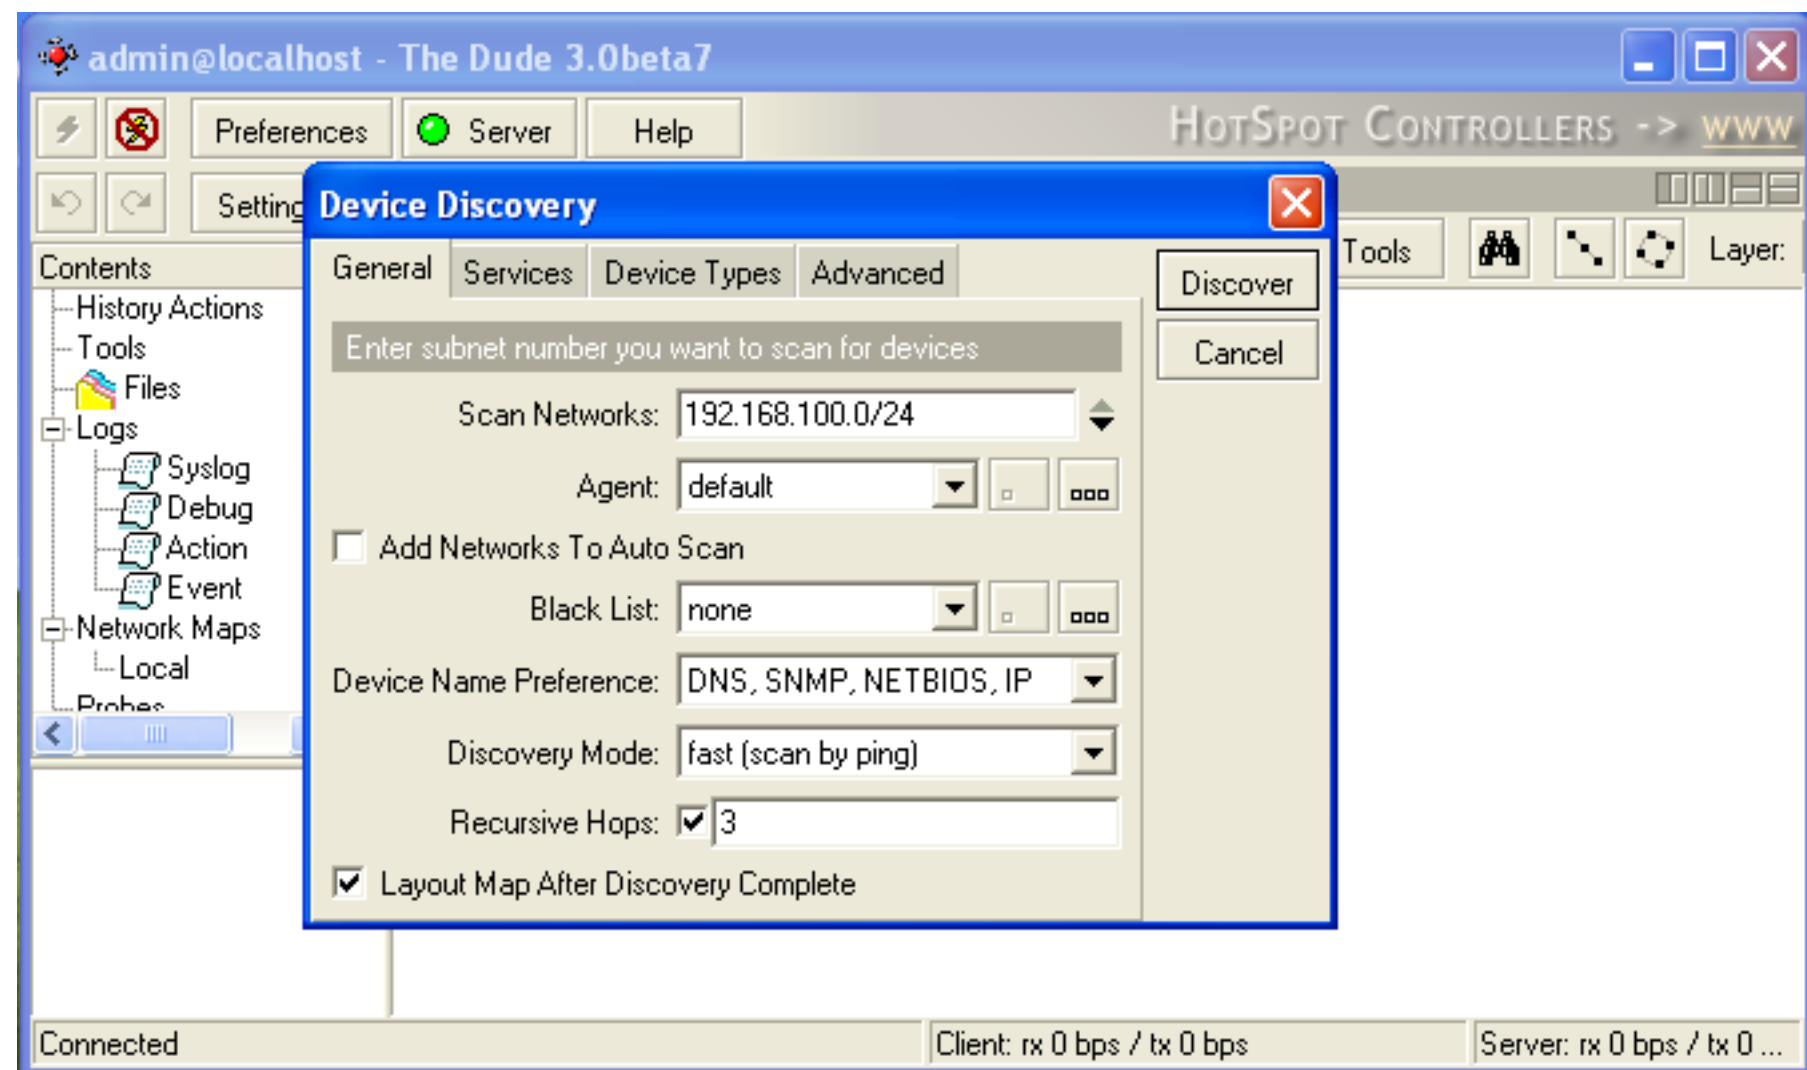 admin@localhost - The Dude 3.0beta7
Preferences Server Help HotSpot Controllers -> www
Setting
Device Discovery
Tools Layer:
Contents
General Services Device Types Advanced
Discover
Cancel
History Actions
Tools
Files
Logs
Syslog
Debug
Action
Event
Network Maps
Local
Probes
Enter subnet number you want to scan for devices
Scan Networks: 192.168.100.0/24
Agent: default
Add Networks To Auto Scan
Black List: none
Device Name Preference: DNS, SNMP, NETBIOS, IP
Discovery Mode: fast (scan by ping)
Recursive Hops: 3
Layout Map After Discovery Complete
Connected Client: rx 0 bps / tx 0 bps Server: rx 0 bps / tx 0 ...